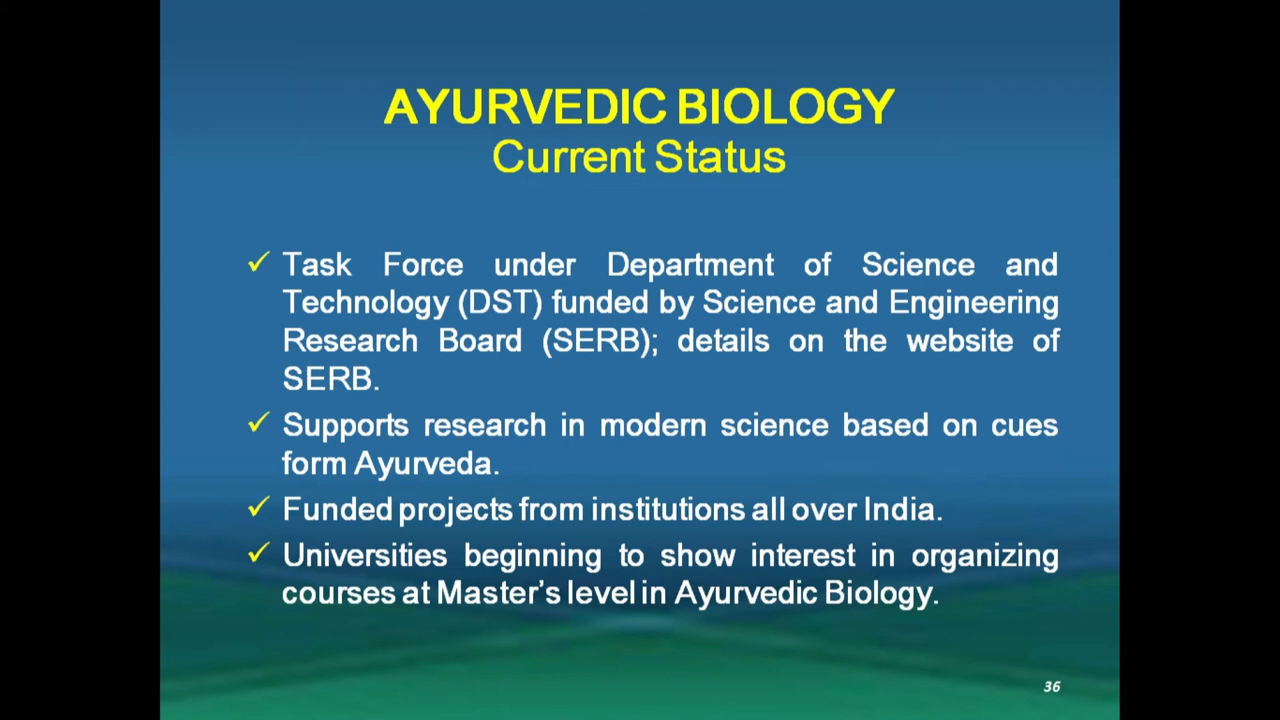 AYURVEDIC BIOLOGY
Current Status
✓ Task Force under Department of Science and
Technology (DST) funded by Science and Engineering
Research Board (SERB); details on the website of
SERB.
✓ Supports research in modern science based on cues
form Ayurveda.
✓ Funded projects from institutions all over India.
✓ Universities beginning to show interest in organizing
courses at Master's level in Ayurvedic Biology.
36